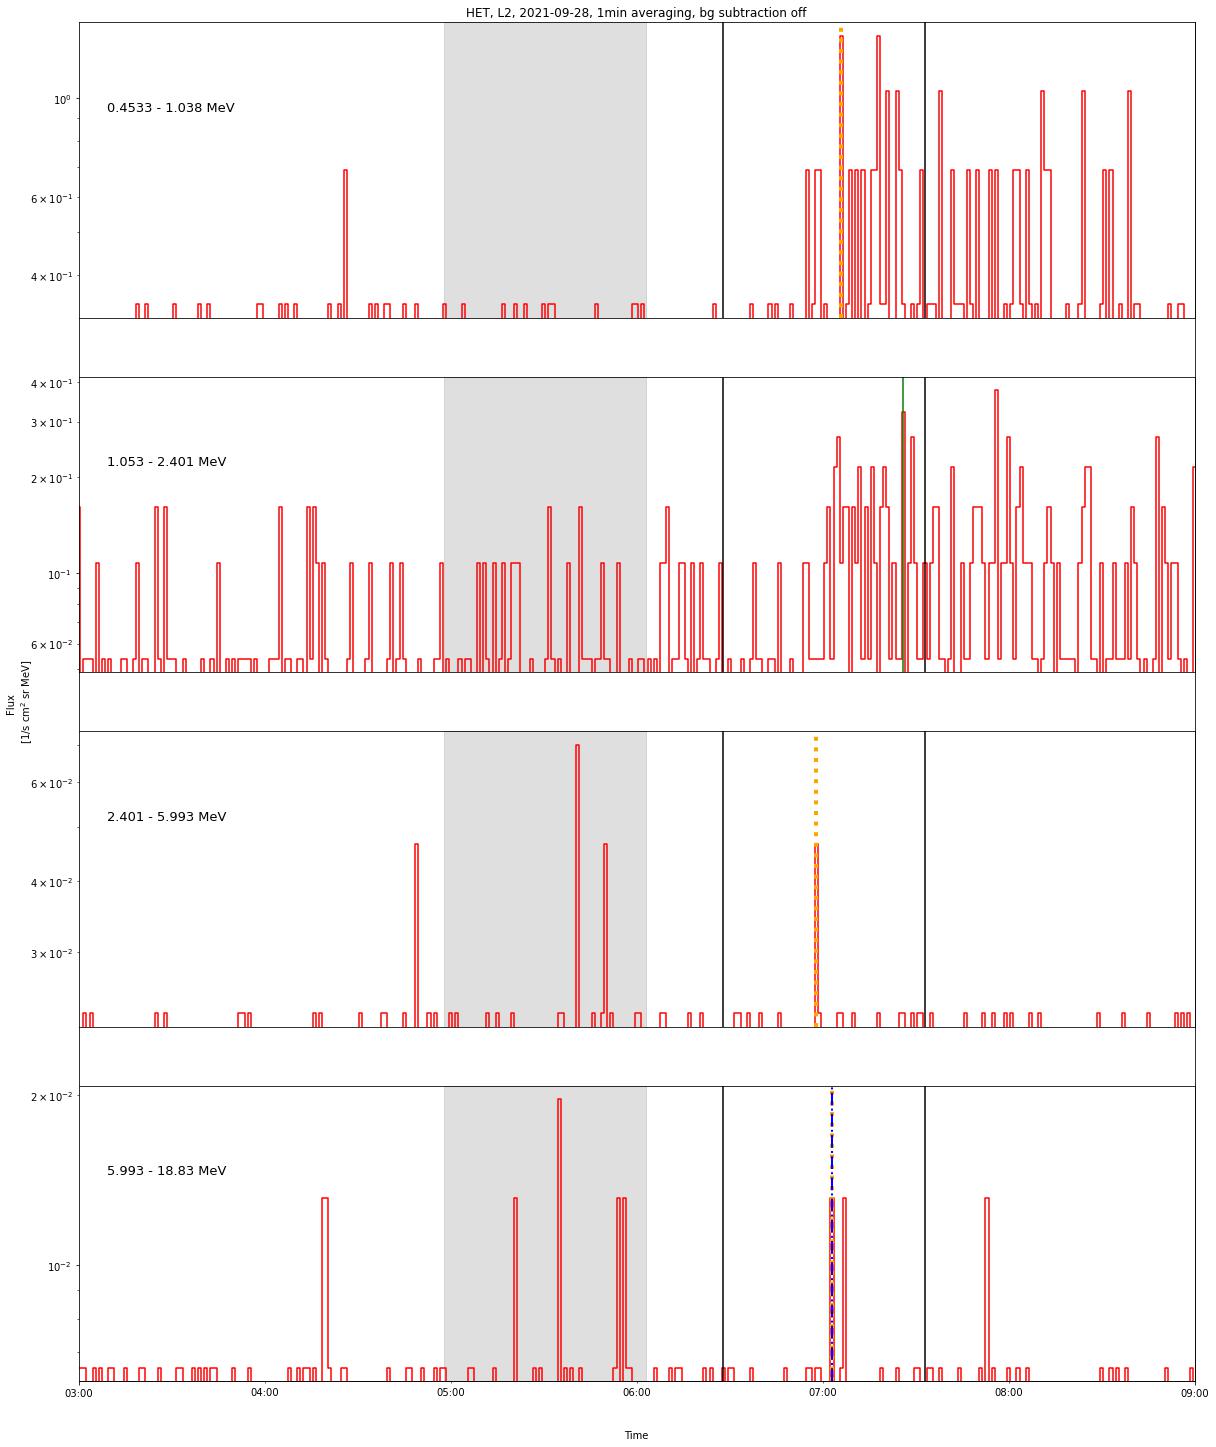 HET, L2, 2021-09-28, 1min averaging, bg subtraction off
10⁰
6 × 10⁻¹
4 × 10⁻¹
0.4533 - 1.038 MeV
4 × 10⁻¹
3 × 10⁻¹
2 × 10⁻¹
10⁻¹
6 × 10⁻²
1.053 - 2.401 MeV
Flux
[1/s cm² sr MeV]
6 × 10⁻²
4 × 10⁻²
3 × 10⁻²
2.401 - 5.993 MeV
2 × 10⁻²
10⁻²
5.993 - 18.83 MeV
03:00 04:00 05:00 06:00 07:00 08:00 09:00
Time